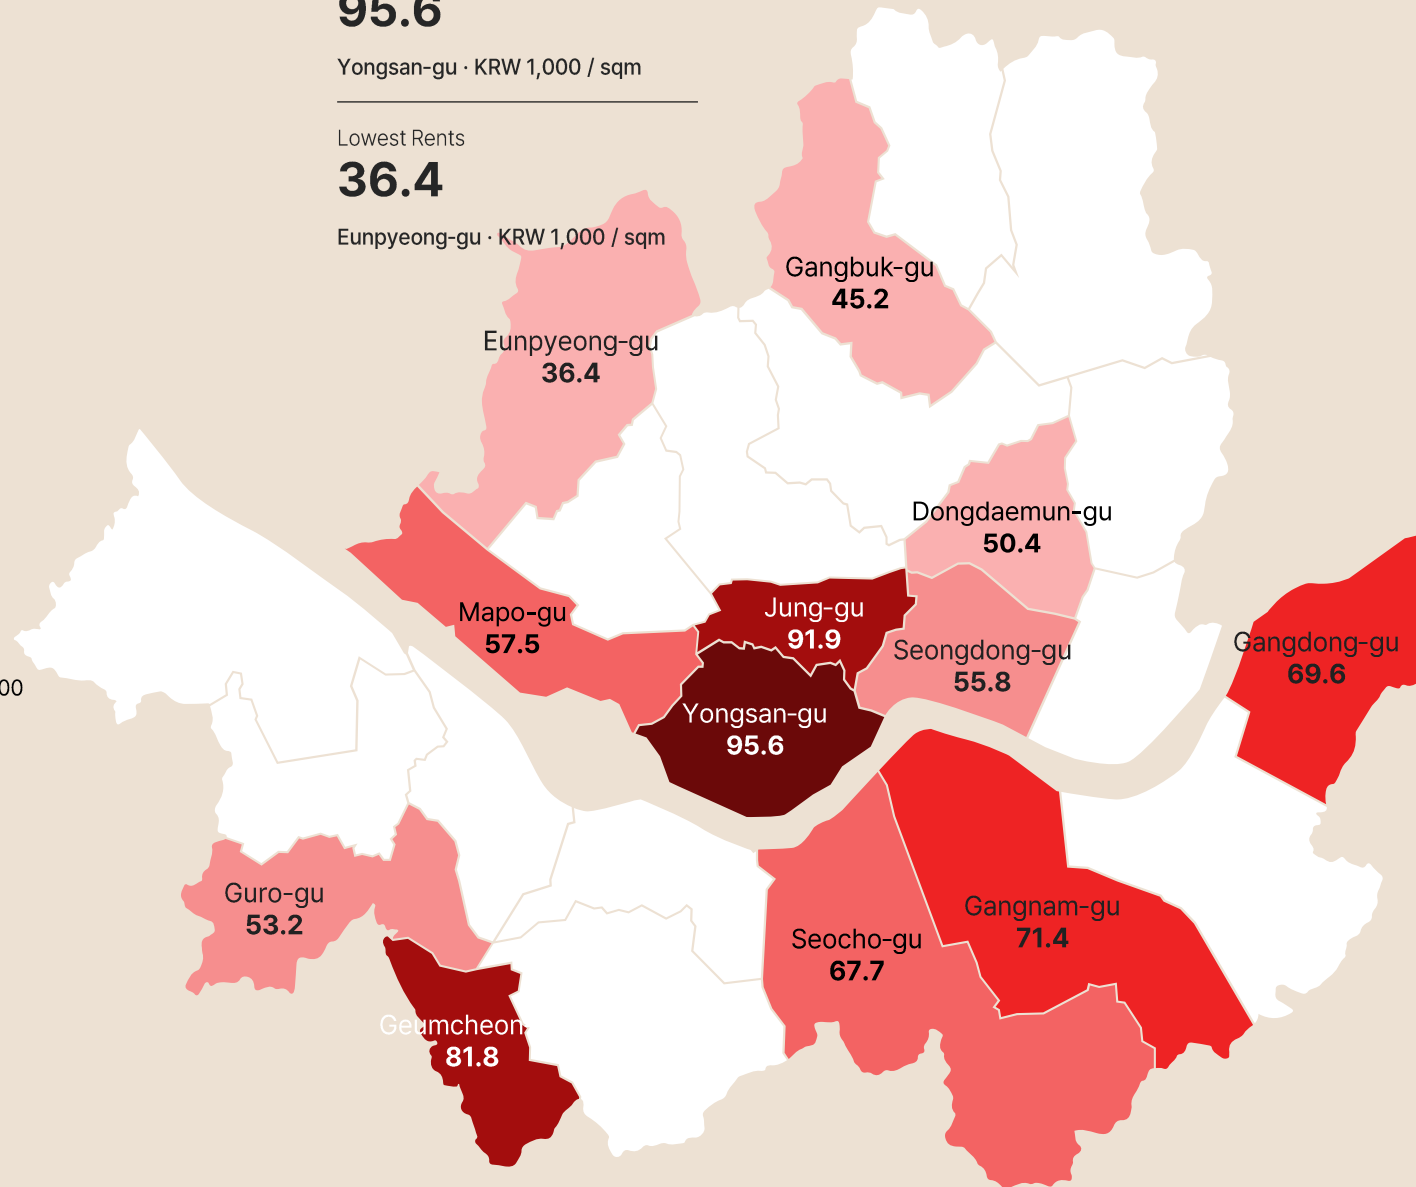 95.6
Yongsan-gu · KRW 1,000 / sqm
Lowest Rents
36.4
Eunpyeong-gu · KRW 1,000 / sqm
Gangbuk-gu
45.2
Eunpyeong-gu
36.4
Dongdaemun-gu
50.4
Mapo-gu
57.5
Jung-gu
91.9
Seongdong-gu
55.8
Gangdong-gu
69.6
00
Yongsan-gu
95.6
Guro-gu
53.2
Gangnam-gu
71.4
Seocho-gu
67.7
Geumcheon
81.8